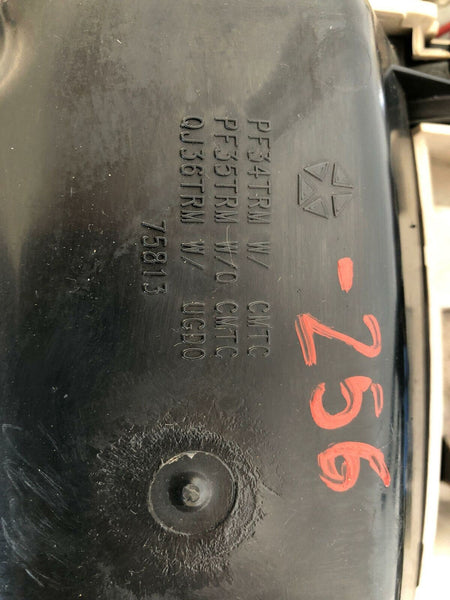 PF34TRM W/ CMTC
PF35TRM W/O CMTC
QJ36TRM W/ UGDO
75813
-256